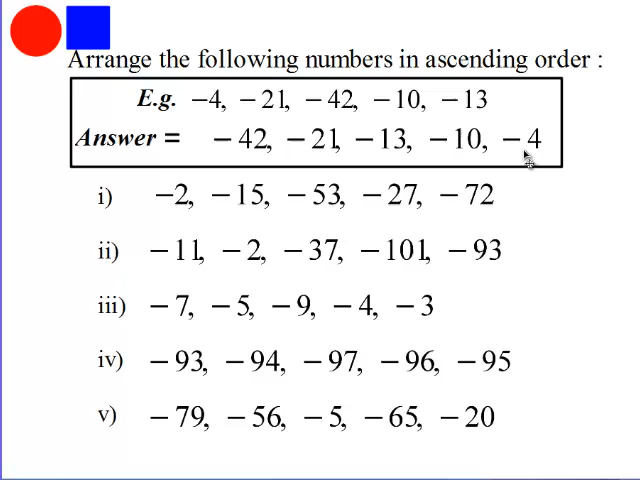 Arrange the following numbers in ascending order :
E.g. −4, −21, −42, −10, −13
Answer = −42, −21, −13, −10, −4
i) −2, −15, −53, −27, −72
ii) −11, −2, −37, −101, −93
iii) −7, −5, −9, −4, −3
iv) −93, −94, −97, −96, −95
v) −79, −56, −5, −65, −20